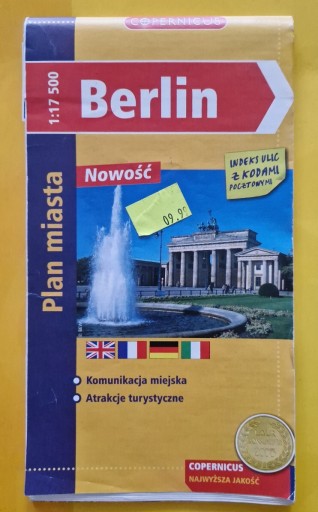 COPERNICUS
1:17 500
Berlin
Plan miasta
Nowość
INDEKS ULIC
Z KODAMI
POCZTOWYMI
Komunikacja miejska
Atrakcje turystyczne
COPERNICUS
NAJWYŻSZA JAKOŚĆ